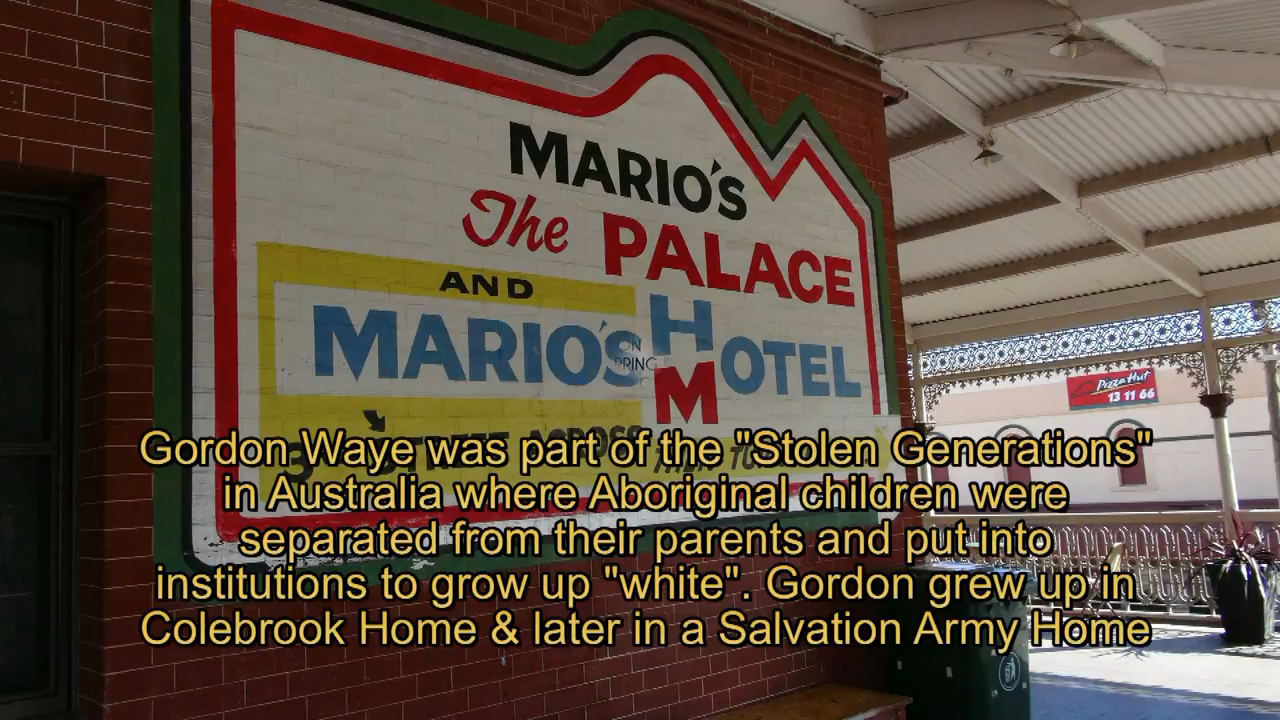 MARIO'S
The PALACE
AND
MARIO'S HOTEL
M
Pizza Hut
13 11 66
Gordon Waye was part of the "Stolen Generations"
in Australia where Aboriginal children were
separated from their parents and put into
institutions to grow up "white". Gordon grew up in
Colebrook Home & later in a Salvation Army Home